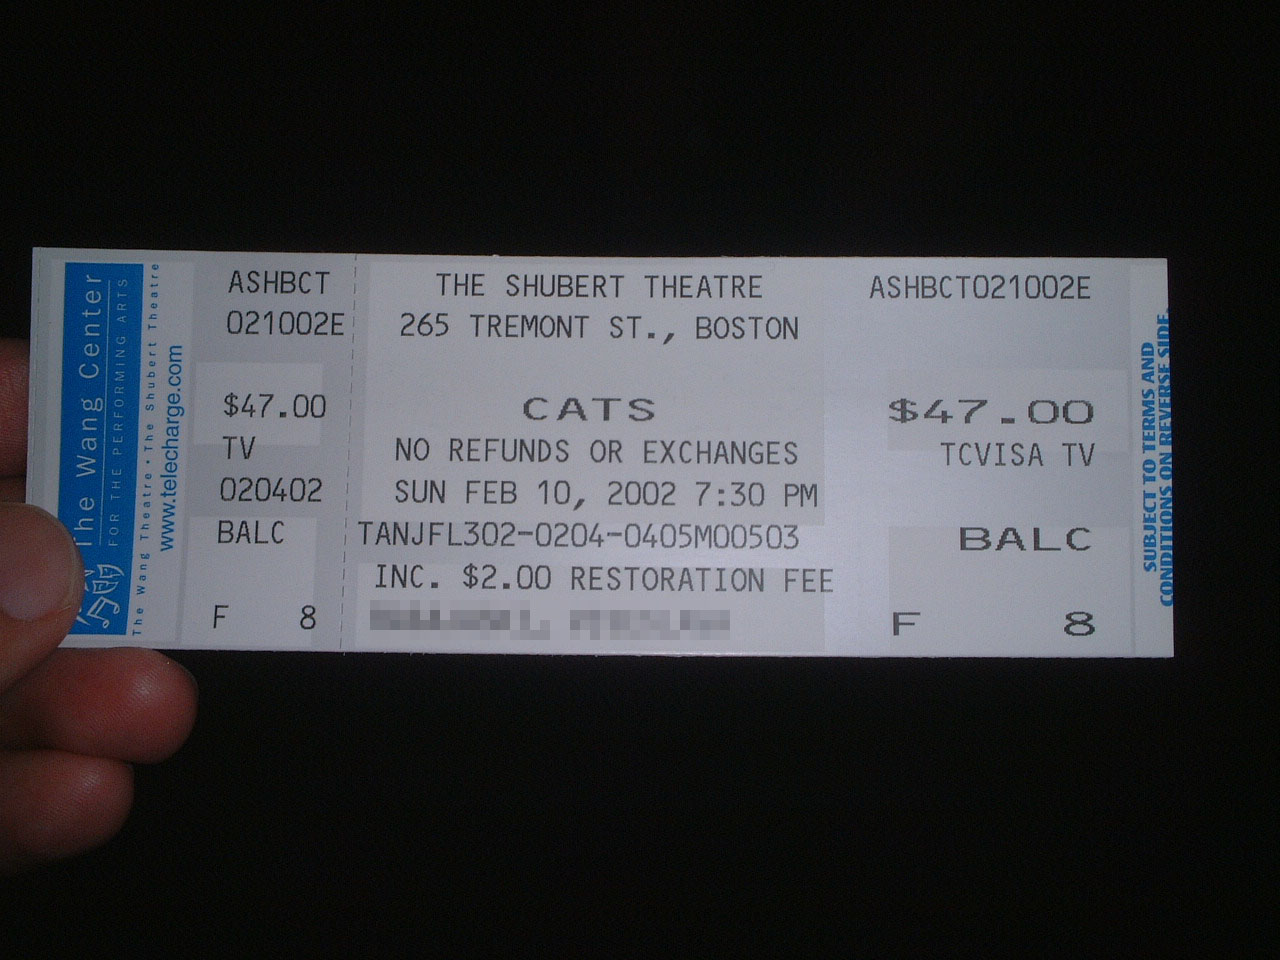 The Wang Center
FOR THE PERFORMING ARTS
The Wang Theatre • The Shubert Theatre
www.telecharge.com
ASHBCT
021002E
$47.00
TV
020402
BALC
F 8
THE SHUBERT THEATRE
265 TREMONT ST., BOSTON
CATS
NO REFUNDS OR EXCHANGES
SUN FEB 10, 2002 7:30 PM
TANJFL302-0204-0405M00503
INC. $2.00 RESTORATION FEE
ASHBCT021002E
$47.00
TCVISA TV
BALC
F 8
SUBJECT TO TERMS AND
CONDITIONS ON REVERSE SIDE